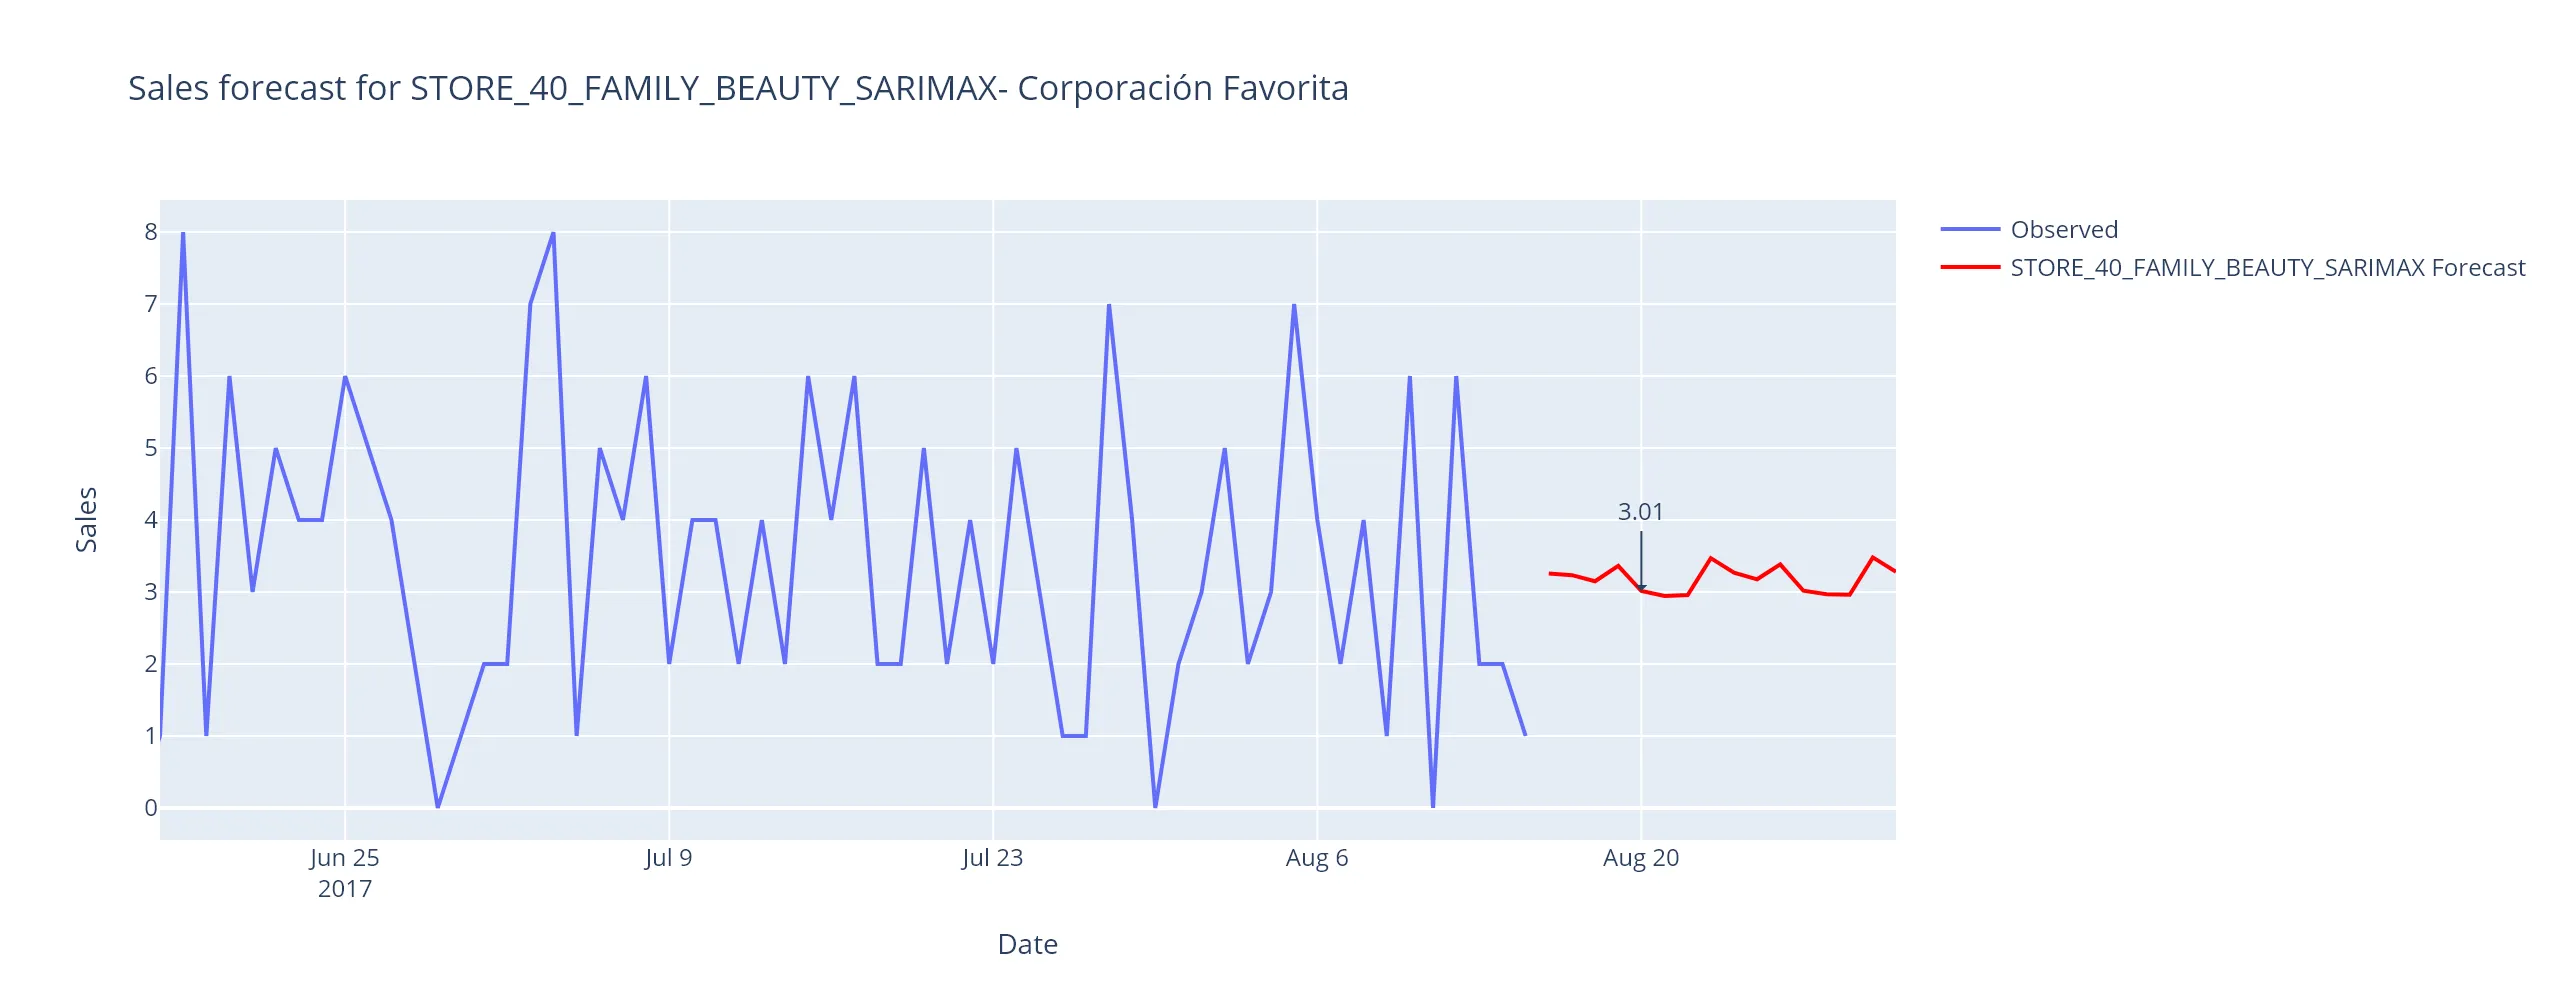 Sales forecast for STORE_40_FAMILY_BEAUTY_SARIMAX- Corporación Favorita
Observed
STORE_40_FAMILY_BEAUTY_SARIMAX Forecast
Sales
8
7
6
5
4
3
2
1
0
3.01
Jun 25
2017
Jul 9
Jul 23
Aug 6
Aug 20
Date